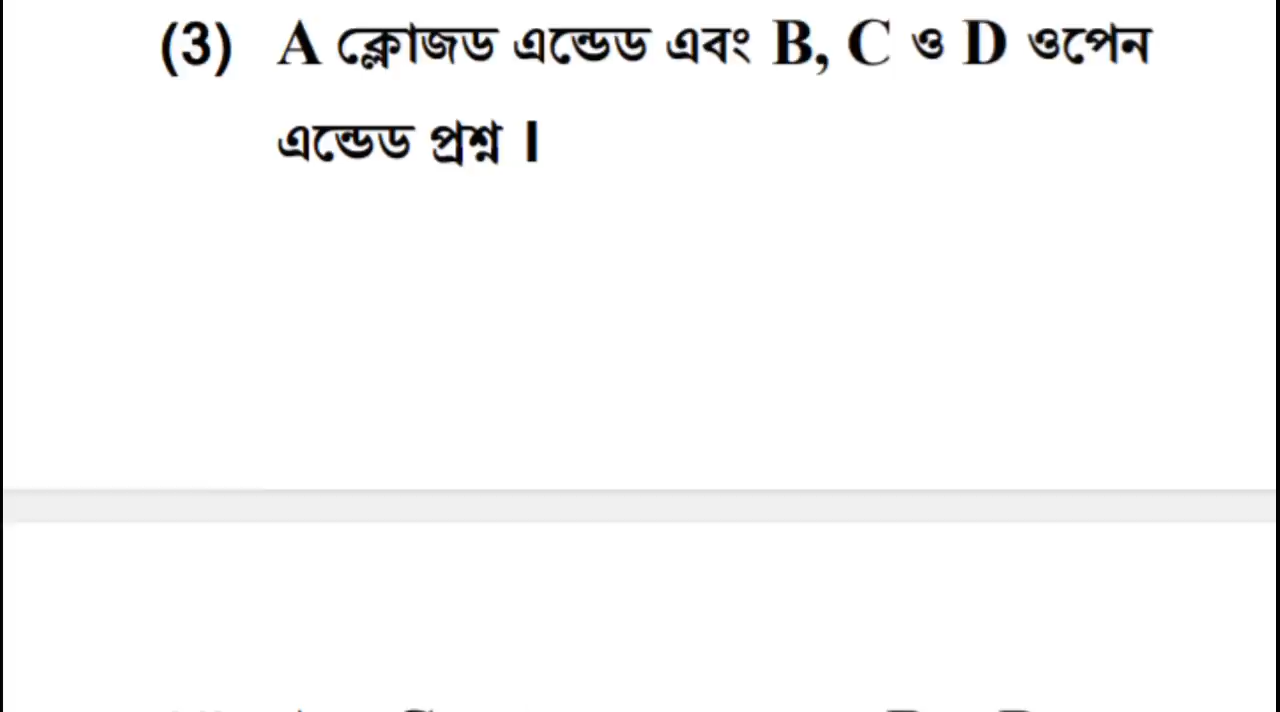 (3) A ক্লোজড এন্ডেড এবং B, C ও D ওপেন
এন্ডেড প্রশ্ন ।